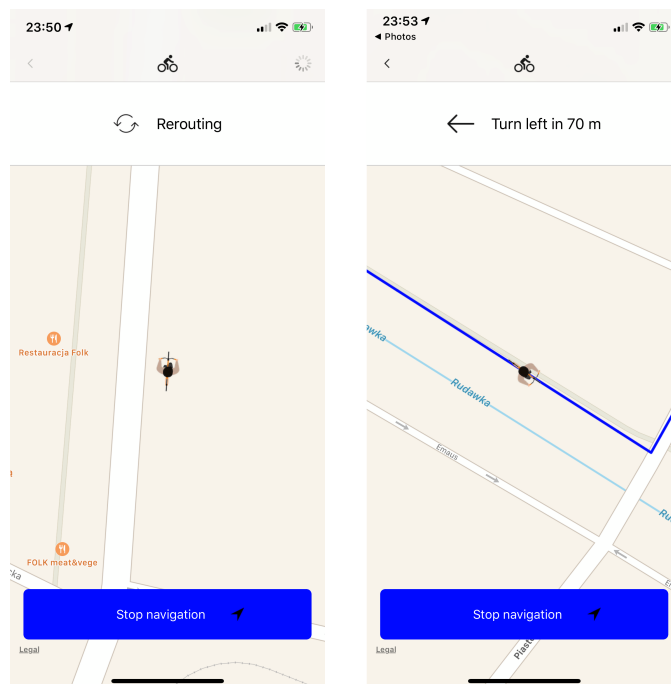 23:50
Rerouting
Restauracja Folk
FOLK meat&vege
Stop navigation
Legal
23:53
Photos
Turn left in 70 m
Rudawka
Emaus
Stop navigation
Legal